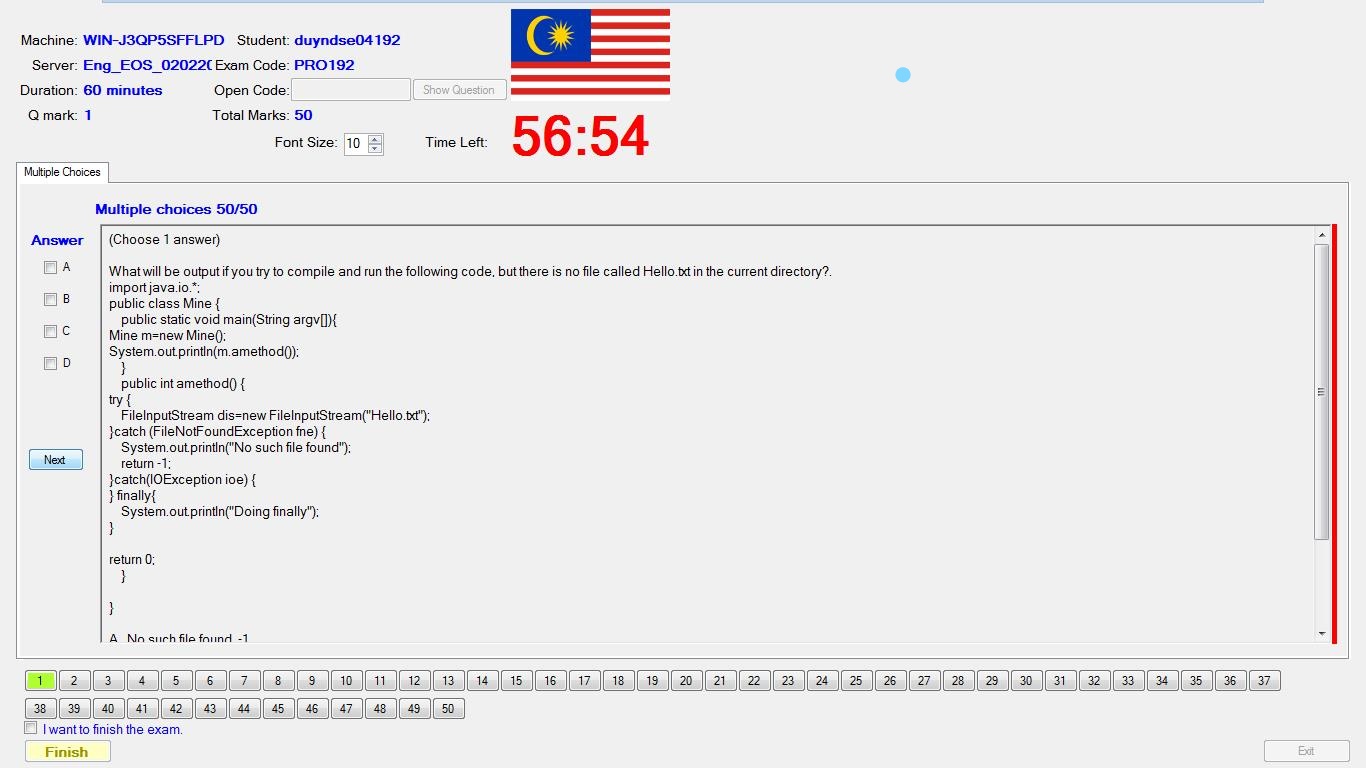 Machine: WIN-J3QP5SFFLPD Student: duyndse04192
Server: Eng_EOS_020220 Exam Code: PRO192
Duration: 60 minutes Open Code: Show Question
Q mark: 1 Total Marks: 50
Font Size: 10 Time Left: 56:54
Multiple Choices
Multiple choices 50/50
Answer
A
B
C
D
Next
(Choose 1 answer)
What will be output if you try to compile and run the following code, but there is no file called Hello.txt in the current directory?.
import java.io.*;
public class Mine {
public static void main(String argv[]){
Mine m=new Mine();
System.out.println(m.amethod());
}
public int amethod() {
try {
FileInputStream dis=new FileInputStream("Hello.txt");
}catch (FileNotFoundException fne) {
System.out.println("No such file found");
return -1;
}catch(IOException ioe) {
} finally{
System.out.println("Doing finally");
}
return 0;
}
}
A. No such file found, -1
1 2 3 4 5 6 7 8 9 10 11 12 13 14 15 16 17 18 19 20 21 22 23 24 25 26 27 28 29 30 31 32 33 34 35 36 37
38 39 40 41 42 43 44 45 46 47 48 49 50
I want to finish the exam.
Finish
Exit